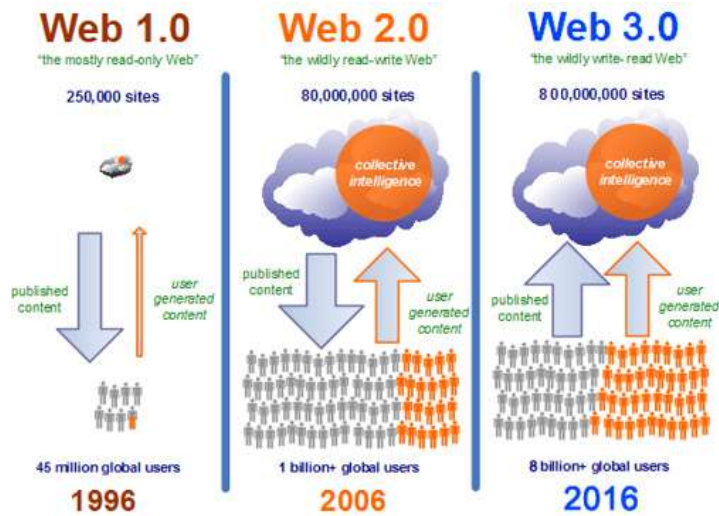 Web 1.0
"the mostly read-only Web"
250,000 sites
published
content
user
generated
content
45 million global users
1996
Web 2.0
"the wildly read-write Web"
80,000,000 sites
collective
intelligence
published
content
user
generated
content
1 billion+ global users
2006
Web 3.0
"the wildly write- read Web"
800,000,000 sites
collective
intelligence
published
content
user
generated
content
8 billion+ global users
2016